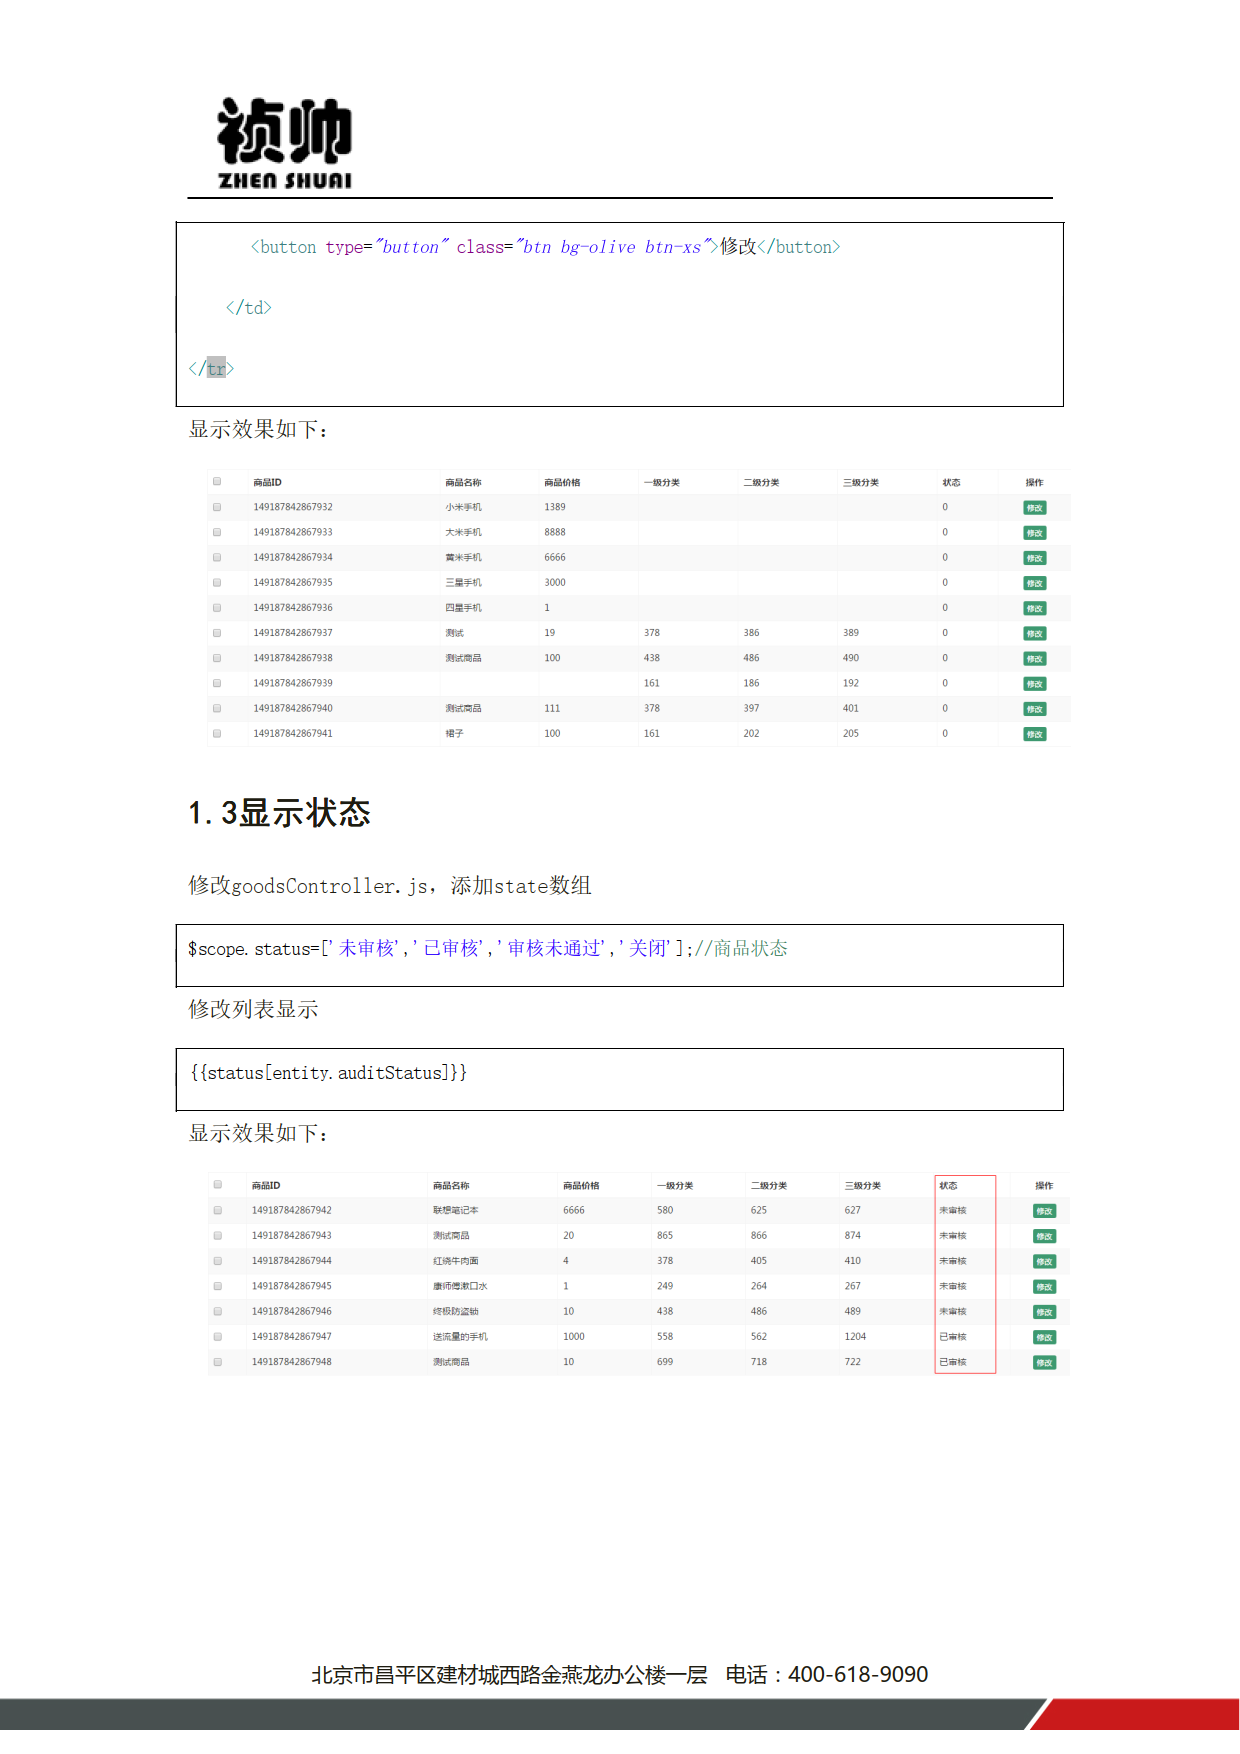 祯帅
ZHEN SHUAI
<button type="button" class="btn bg-olive btn-xs">修改</button>
</td>
</tr>
显示效果如下：
商品ID 商品名称 商品价格 一级分类 二级分类 三级分类 状态 操作
149187842867932 小米手机 1389 0 修改
149187842867933 大米手机 8888 0 修改
149187842867934 黄米手机 6666 0 修改
149187842867935 三星手机 3000 0 修改
149187842867936 四星手机 1 0 修改
149187842867937 测试 19 378 386 389 0 修改
149187842867938 测试商品 100 438 486 490 0 修改
149187842867939 161 186 192 0 修改
149187842867940 测试商品 111 378 397 401 0 修改
149187842867941 裙子 100 161 202 205 0 修改
1.3显示状态
修改goodsController.js，添加state数组
$scope.status=['未审核','已审核','审核未通过','关闭'];//商品状态
修改列表显示
{{status[entity.auditStatus]}}
显示效果如下：
商品ID 商品名称 商品价格 一级分类 二级分类 三级分类 状态 操作
149187842867942 联想笔记本 6666 580 625 627 未审核 修改
149187842867943 测试商品 20 865 866 874 未审核 修改
149187842867944 红绕牛肉面 4 378 405 410 未审核 修改
149187842867945 康师傅漱口水 1 249 264 267 未审核 修改
149187842867946 终极防盗锁 10 438 486 489 未审核 修改
149187842867947 送流量的手机 1000 558 562 1204 已审核 修改
149187842867948 测试商品 10 699 718 722 已审核 修改
北京市昌平区建材城西路金燕龙办公楼一层 电话：400-618-9090